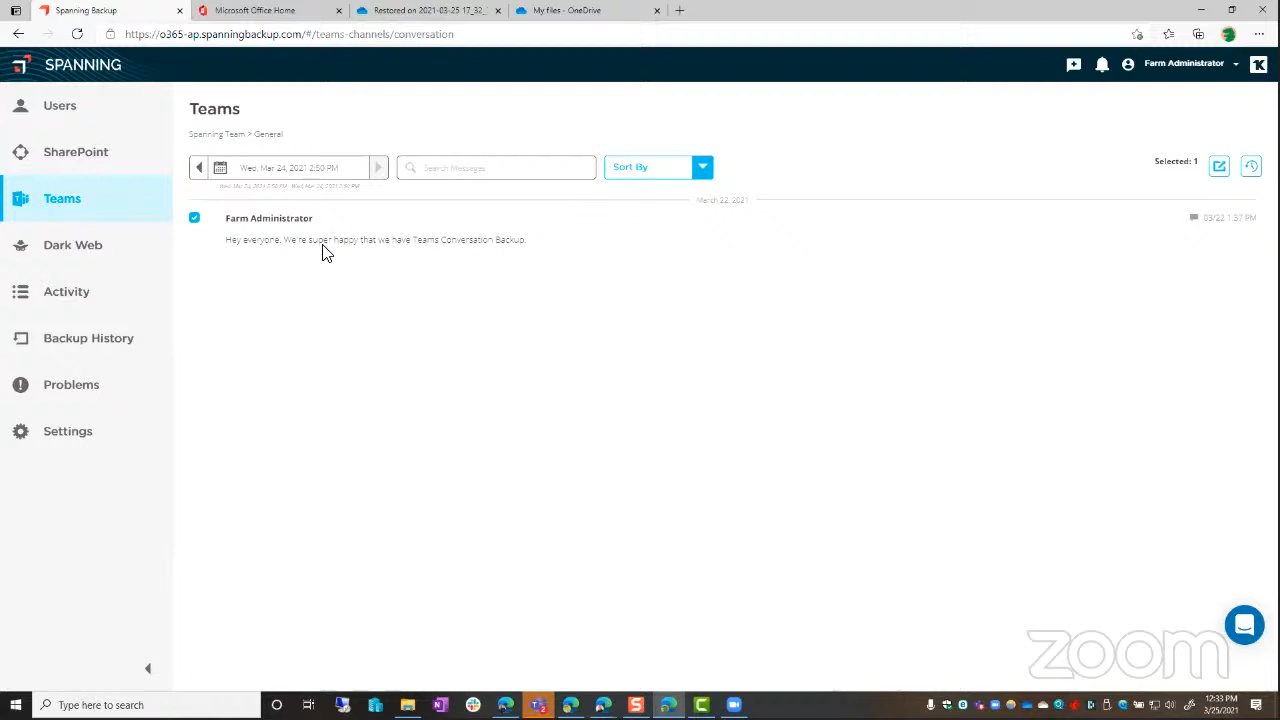 Spanning Backup
Microsoft Office Home
Restored on 2021-03-25 17_32_
My files - OneDrive
https://o365-ap.spanningbackup.com/#/teams-channels/conversation
SPANNING
Farm Administrator
Users
SharePoint
Teams
Dark Web
Activity
Backup History
Problems
Settings
Teams
Spanning Team > General
Wed, Mar 24, 2021 2:50 PM
Search Messages
Sort By
Selected: 1
March 22, 2021
Farm Administrator
03/22 1:37 PM
Hey everyone. We're super happy that we have Teams Conversation Backup.
zoom
Type here to search
12:33 PM
3/25/2021